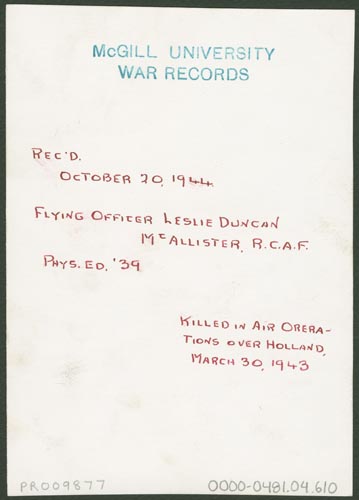 McGILL UNIVERSITY
WAR RECORDS
REC'D.
OCTOBER 20, 1944.
FLYING OFFICER LESLIE DUNCAN
McALLISTER, R.C.A.F.
PHYS. ED. '39
KILLED IN AIR OPERA-
TIONS OVER HOLLAND,
MARCH 30, 1943
PR009877 0000-0481.04.610